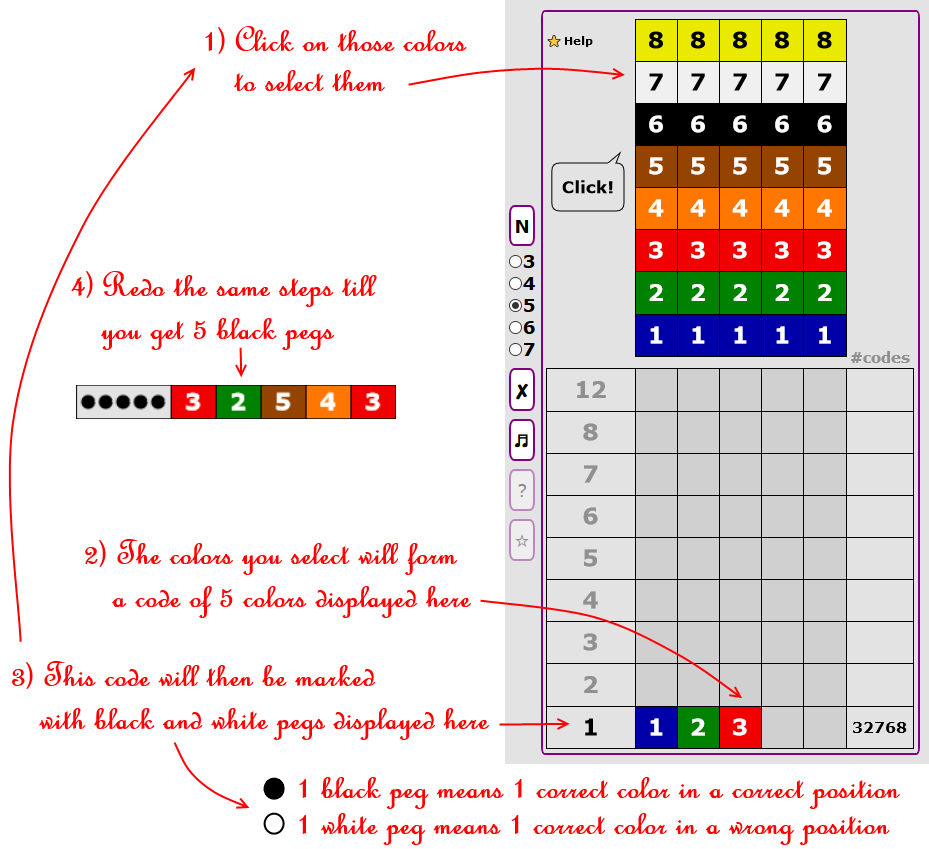 1) Click on those colors
to select them
Help
8 8 8 8 8
7 7 7 7 7
6 6 6 6 6
Click!
5 5 5 5 5
4 4 4 4 4
N
3 3 3 3 3
3
4) Redo the same steps till
4
2 2 2 2 2
5
you get 5 black pegs
6
1 1 1 1 1
7
#codes
✗
12
3 2 5 4 3
8
♬
7
?
6
☆
2) The colors you select will form
5
a code of 5 colors displayed here
4
3
3) This code will then be marked
2
with black and white pegs displayed here
1 1 2 3 32768
1 black peg means 1 correct color in a correct position
1 white peg means 1 correct color in a wrong position